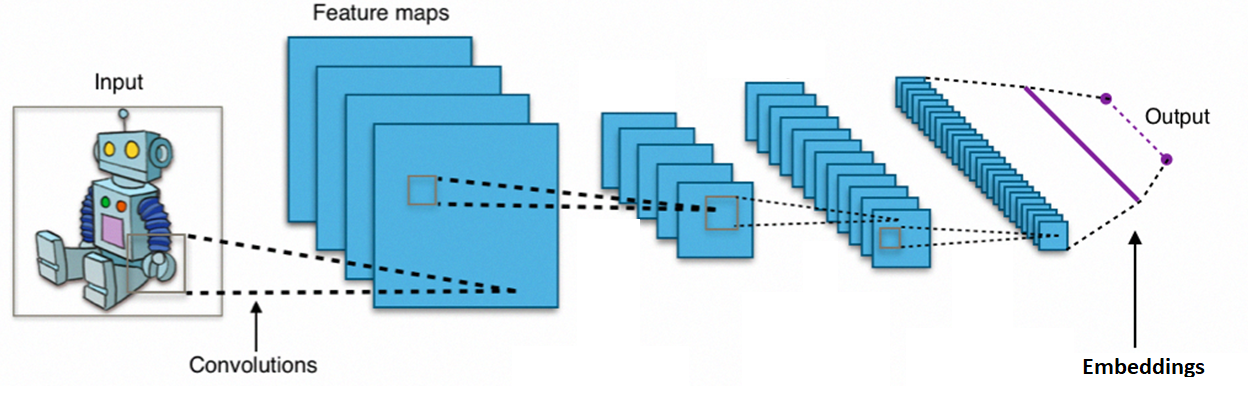 Feature maps
Input
Output
Convolutions
Embeddings